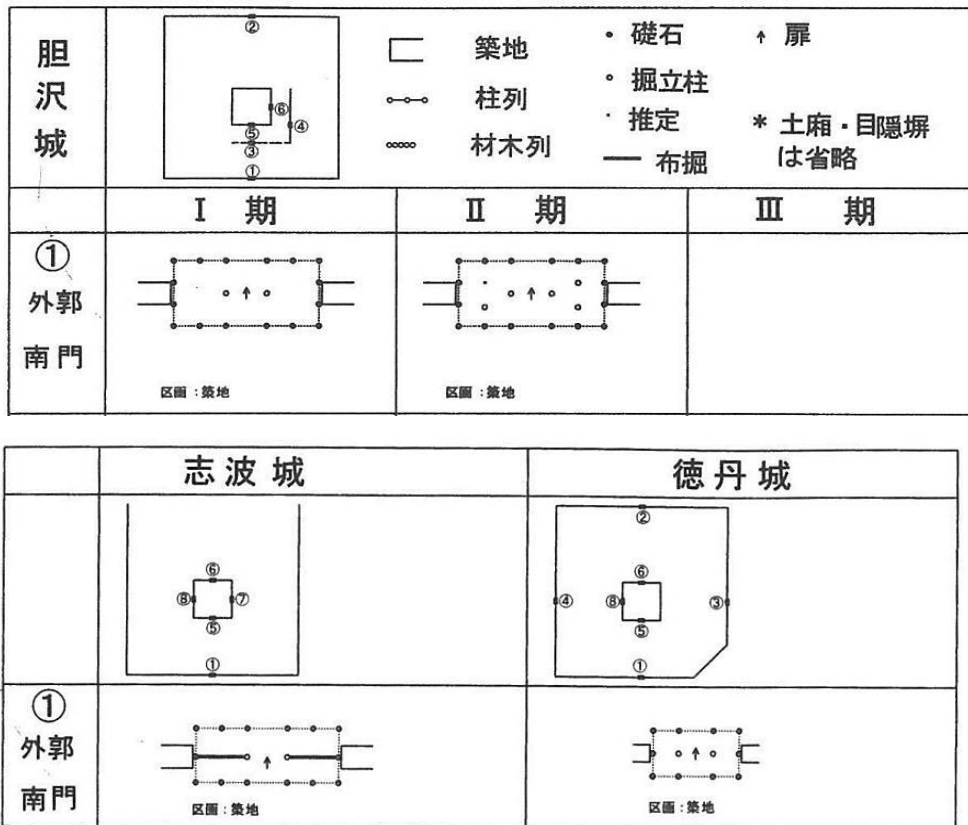 胆沢城
②
⑥
④
⑤
③
①
築地
柱列
材木列
礎石
掘立柱
推定
布掘
扉
* 土廂・目隠塀
は省略
Ⅰ 期
Ⅱ 期
Ⅲ 期
①
外郭
南門
区画:築地
区画:築地
志波城
徳丹城
⑥
⑧
⑦
⑤
①
②
⑥
④
⑧
③
⑤
①
①
外郭
南門
区画:築地
区画:築地